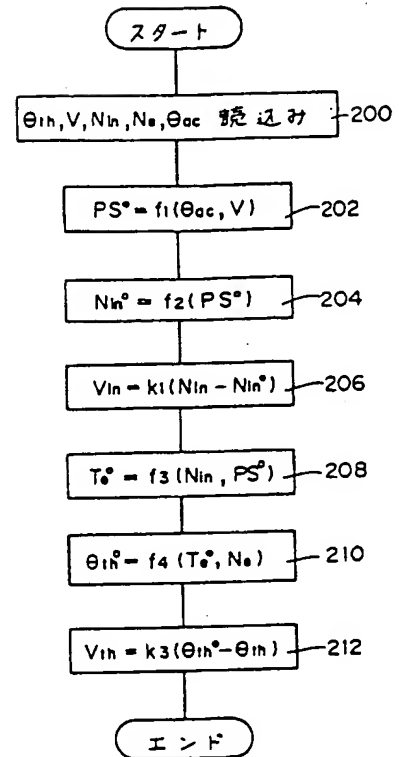 スタート
θth, V, Nin, Ne, θac 読込み 200
PS° = f1(θac, V) 202
Nin° = f2(PS°) 204
Vin = k1(Nin - Nin°) 206
Te° = f3(Nin, PS°) 208
θth° = f4(Te°, Ne) 210
Vth = k3(θth° - θth) 212
エンド